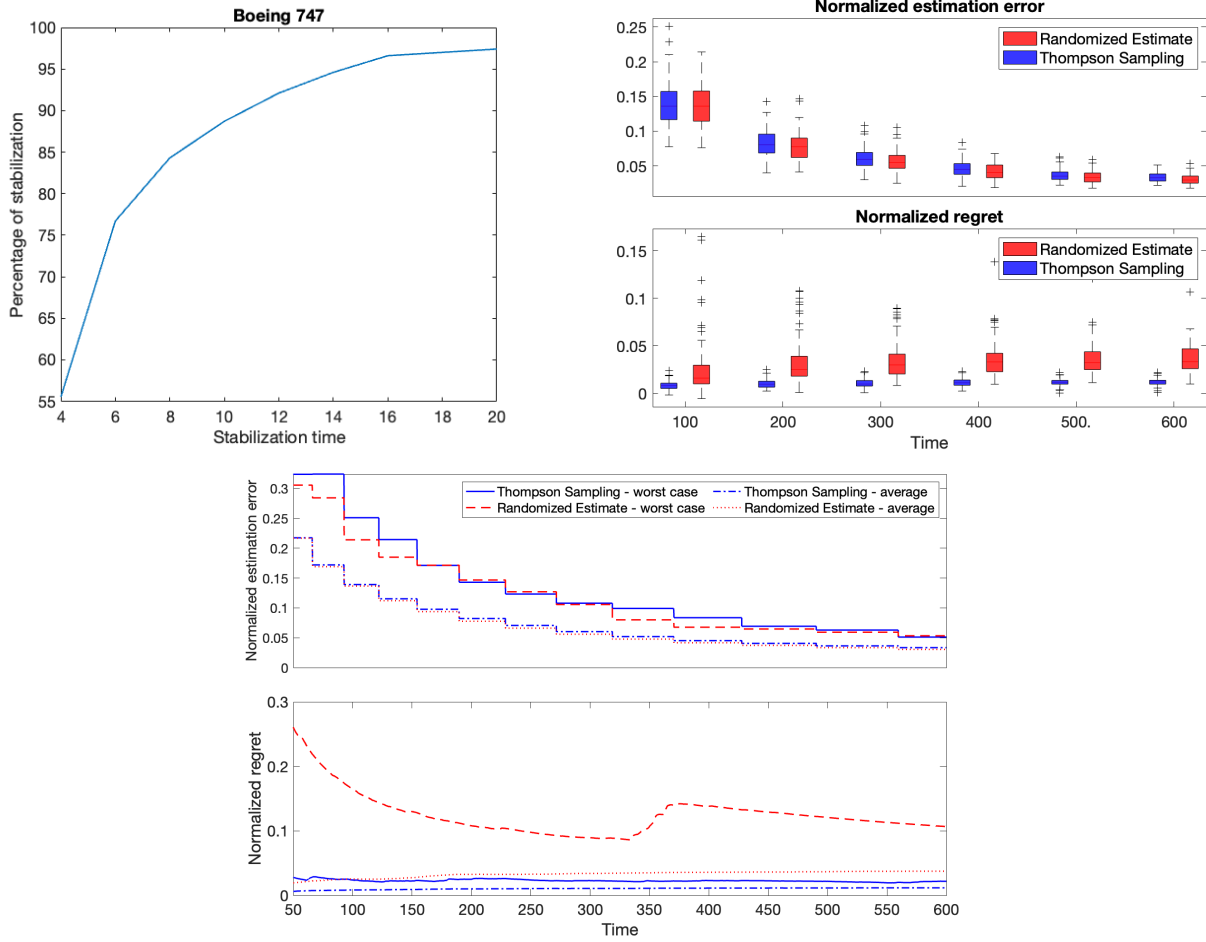 Boeing 747
100
95
90
85
80
75
70
65
60
55
Percentage of stabilization
4 6 8 10 12 14 16 18 20
Stabilization time
Normalized estimation error
0.25
0.2
0.15
0.1
0.05
Randomized Estimate
Thompson Sampling
Normalized regret
0.15
0.1
0.05
0
Randomized Estimate
Thompson Sampling
100 200 300 400 500. 600
Time
Normalized estimation error
0.3
0.25
0.2
0.15
0.1
0.05
0
Thompson Sampling - worst case Thompson Sampling - average
Randomized Estimate - worst case Randomized Estimate - average
Normalized regret
0.3
0.2
0.1
0
50 100 150 200 250 300 350 400 450 500 550 600
Time